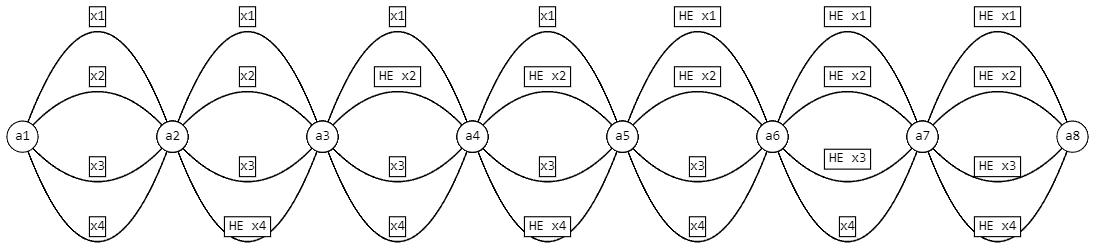 x1 x1 x1 x1 HE x1 HE x1 HE x1
x2 x2 HE x2 HE x2 HE x2 HE x2 HE x2
a1 a2 a3 a4 a5 a6 a7 a8
x3 x3 x3 x3 x3 HE x3 HE x3
x4 HE x4 x4 HE x4 x4 x4 HE x4